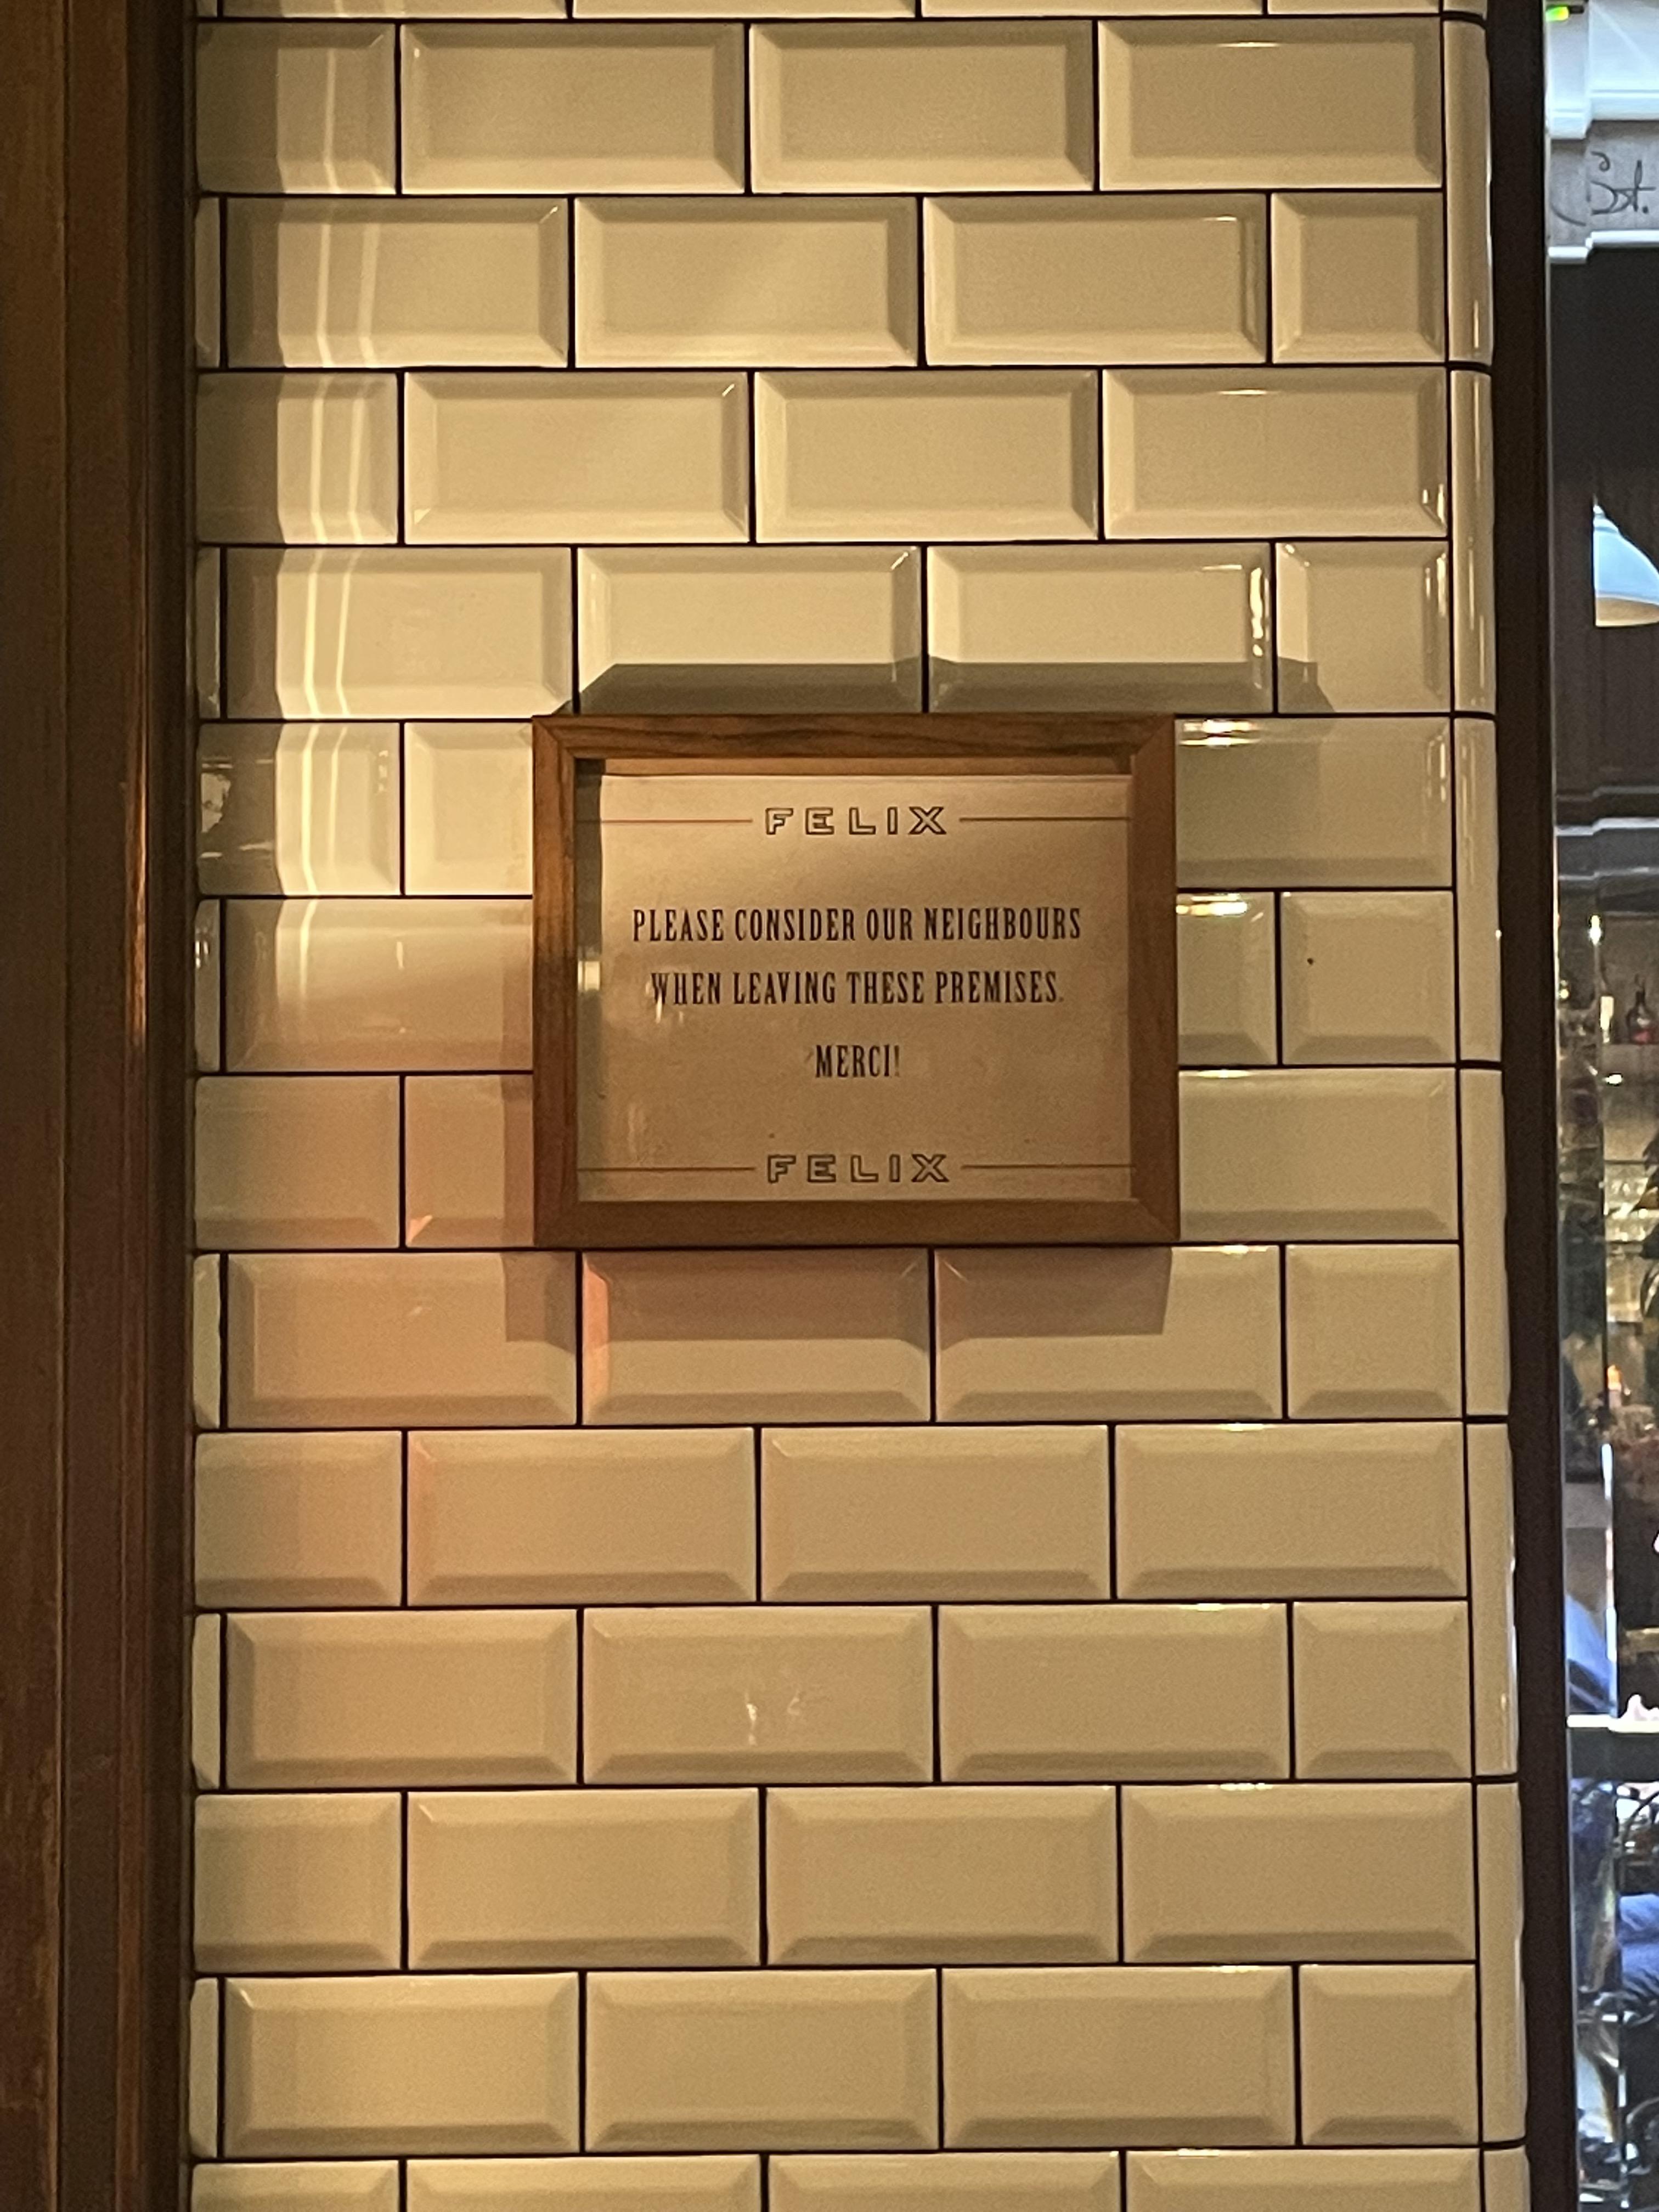 FELIX
PLEASE CONSIDER OUR NEIGHBOURS
WHEN LEAVING THESE PREMISES.
MERCI!
FELIX